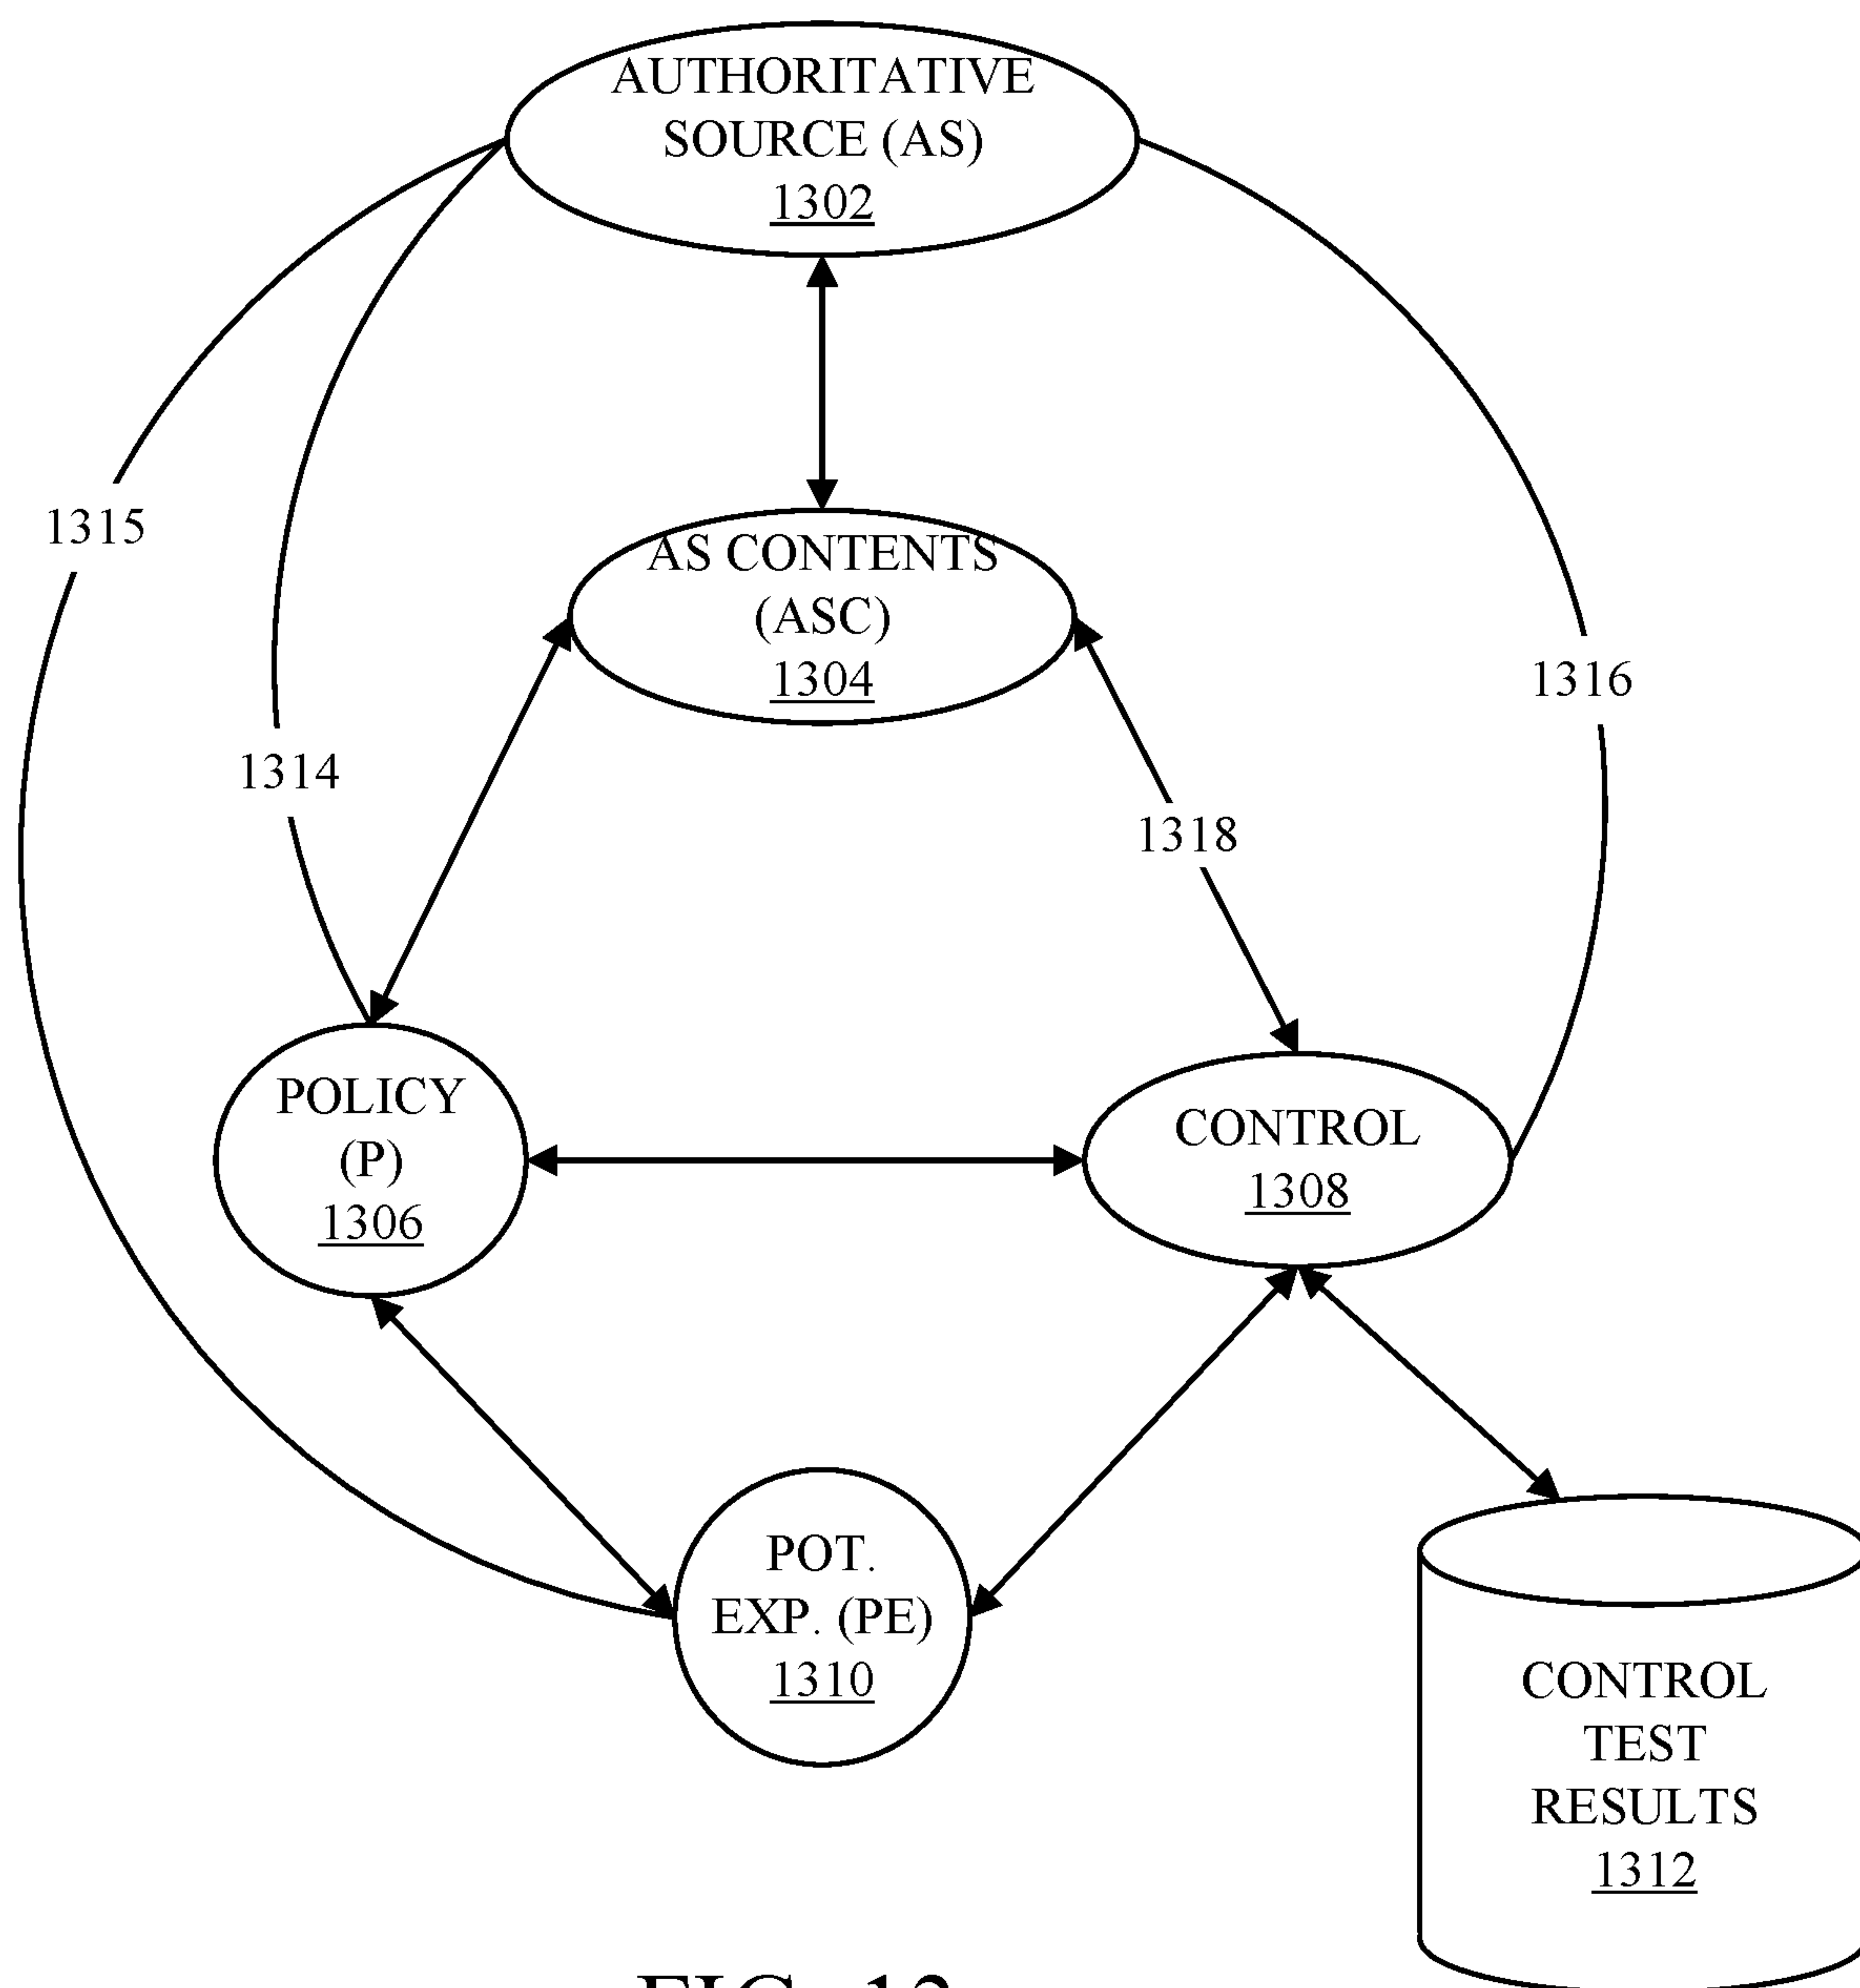 AUTHORITATIVE
SOURCE (AS)
1302
1315
AS CONTENTS
(ASC)
1304
1316
1314
1318
POLICY
(P)
1306
CONTROL
1308
POT.
EXP. (PE)
1310
CONTROL
TEST
RESULTS
1312